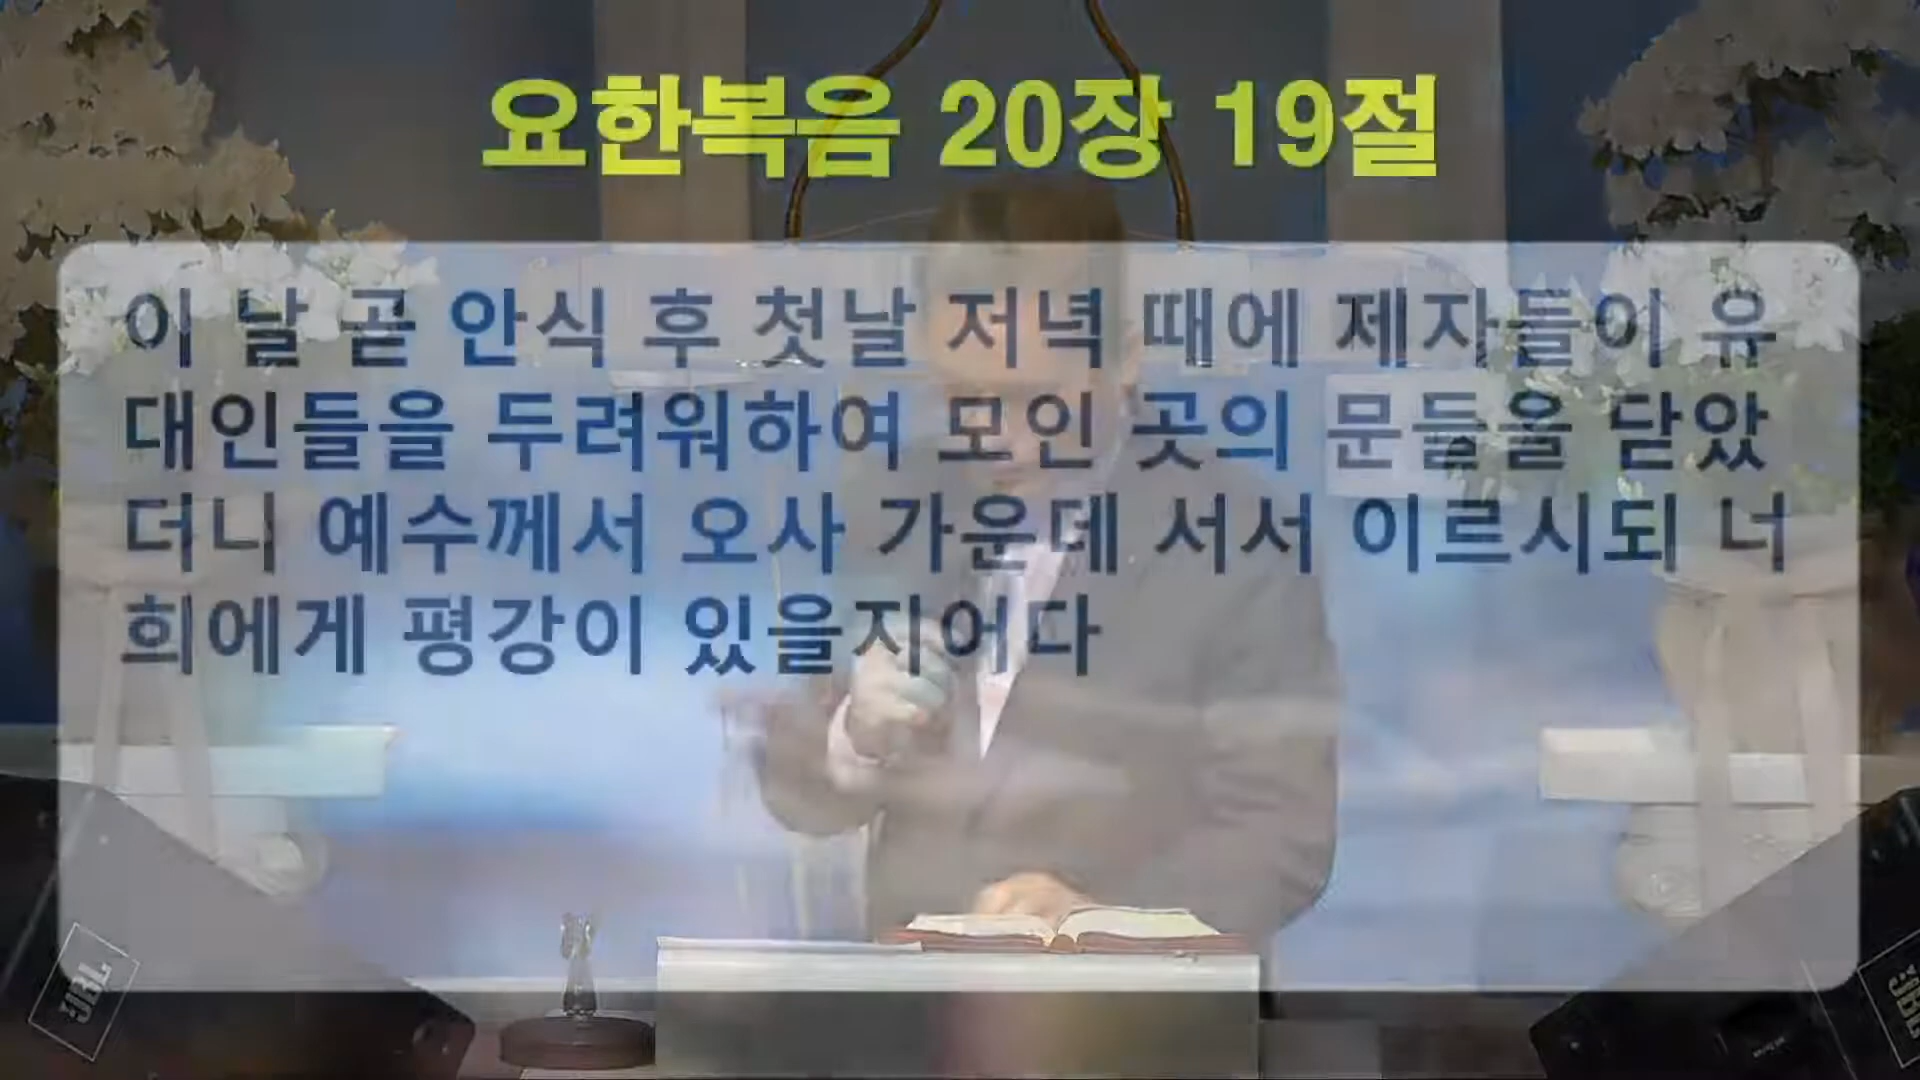 요한복음 20장 19절
이 날 곧 안식 후 첫날 저녁 때에 제자들이 유
대인들을 두려워하여 모인 곳의 문들을 닫았
더니 예수께서 오사 가운데 서서 이르시되 너
희에게 평강이 있을지어다
JBL
JBL